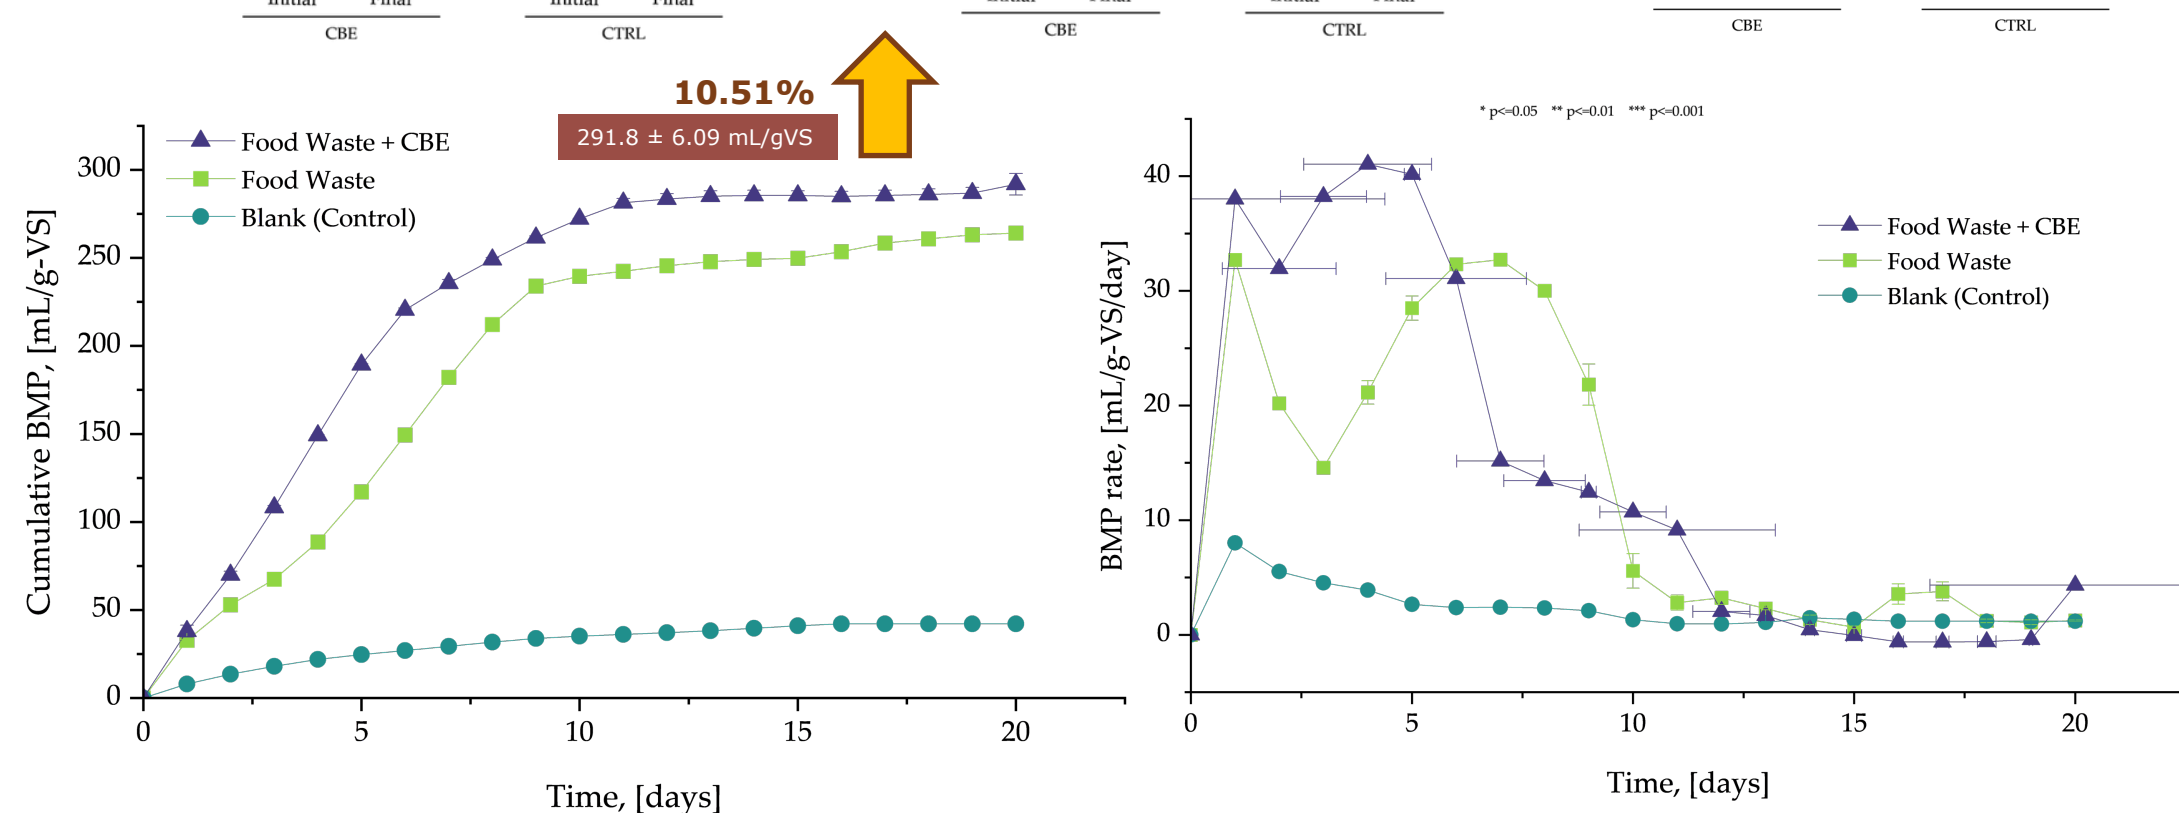 CBE
CTRL
CBE
CTRL
CBE
CTRL
10.51%
291.8 ± 6.09 mL/gVS
Food Waste + CBE
Food Waste
Blank (Control)
Cumulative BMP, [mL/g-VS]
300
250
200
150
100
50
0
0
5
10
15
20
Time, [days]
* p<=0.05 ** p<=0.01 *** p<=0.001
Food Waste + CBE
Food Waste
Blank (Control)
BMP rate, [mL/g-VS/day]
40
30
20
10
0
0
5
10
15
20
Time, [days]